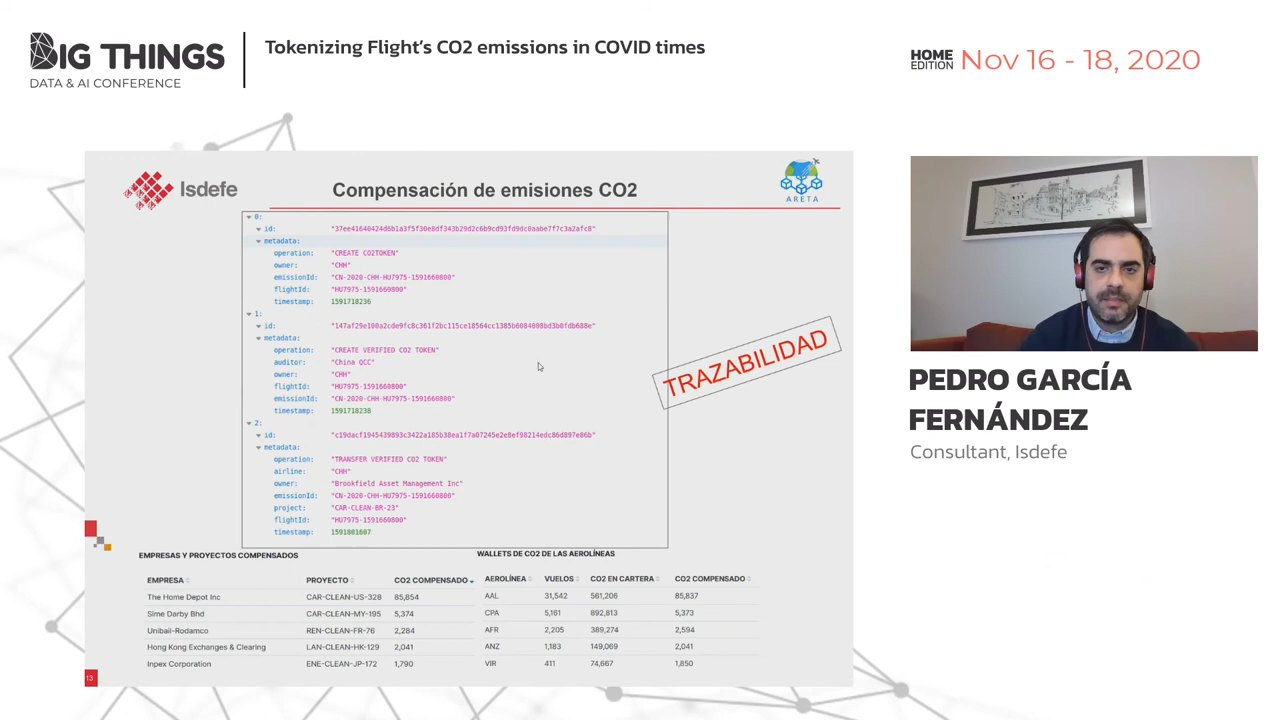 BIG THINGS
DATA & AI CONFERENCE
Tokenizing Flight's CO2 emissions in COVID times
HOME
EDITION
Nov 16 - 18, 2020
Isdefe
Compensación de emisiones CO2
ARETA
0:
id: "37ee41640424d6b1a3f5f30e8df343b29d2c6b9cd93fd9dc0aabe7f7c3a2afc8"
metadata:
operation: "CREATE CO2TOKEN"
owner: "CHH"
emissionId: "CN-2020-CHH-HU7975-1591660800"
flightId: "HU7975-1591660800"
timestamp: 1591718236
1:
id: "147af29e180a2cde9fc8c361f2bc115ce18564cc1385b6084008bd3b0fdb688e"
metadata:
operation: "CREATE VERIFIED CO2 TOKEN"
auditor: "China QCC"
owner: "CHH"
flightId: "HU7975-1591660800"
emissionId: "CN-2020-CHH-HU7975-1591660800"
timestamp: 1591718238
2:
id: "c19dacf1945439893c3422a185b38ea1f7a07245e2e8ef98214edc86d897e86b"
metadata:
operation: "TRANSFER VERIFIED CO2 TOKEN"
airline: "CHH"
owner: "Brookfield Asset Management Inc"
emissionId: "CN-2020-CHH-HU7975-1591660800"
project: "CAR-CLEAN-BR-23"
flightId: "HU7975-1591660800"
timestamp: 1591801607
TRAZABILIDAD
EMPRESAS Y PROYECTOS COMPENSADOS
EMPRESA PROYECTO CO2 COMPENSADO
The Home Depot Inc CAR-CLEAN-US-328 85,854
Sime Darby Bhd CAR-CLEAN-MY-195 5,374
Unibail-Rodamco REN-CLEAN-FR-76 2,284
Hong Kong Exchanges & Clearing LAN-CLEAN-HK-129 2,041
Inpex Corporation ENE-CLEAN-JP-172 1,790
WALLETS DE CO2 DE LAS AEROLÍNEAS
AEROLÍNEA VUELOS CO2 EN CARTERA CO2 COMPENSADO
AAL 31,542 561,206 85,837
CPA 5,161 892,813 5,373
AFR 2,205 389,274 2,594
ANZ 1,183 149,069 2,041
VIR 411 74,667 1,850
13
PEDRO GARCÍA
FERNÁNDEZ
Consultant, Isdefe